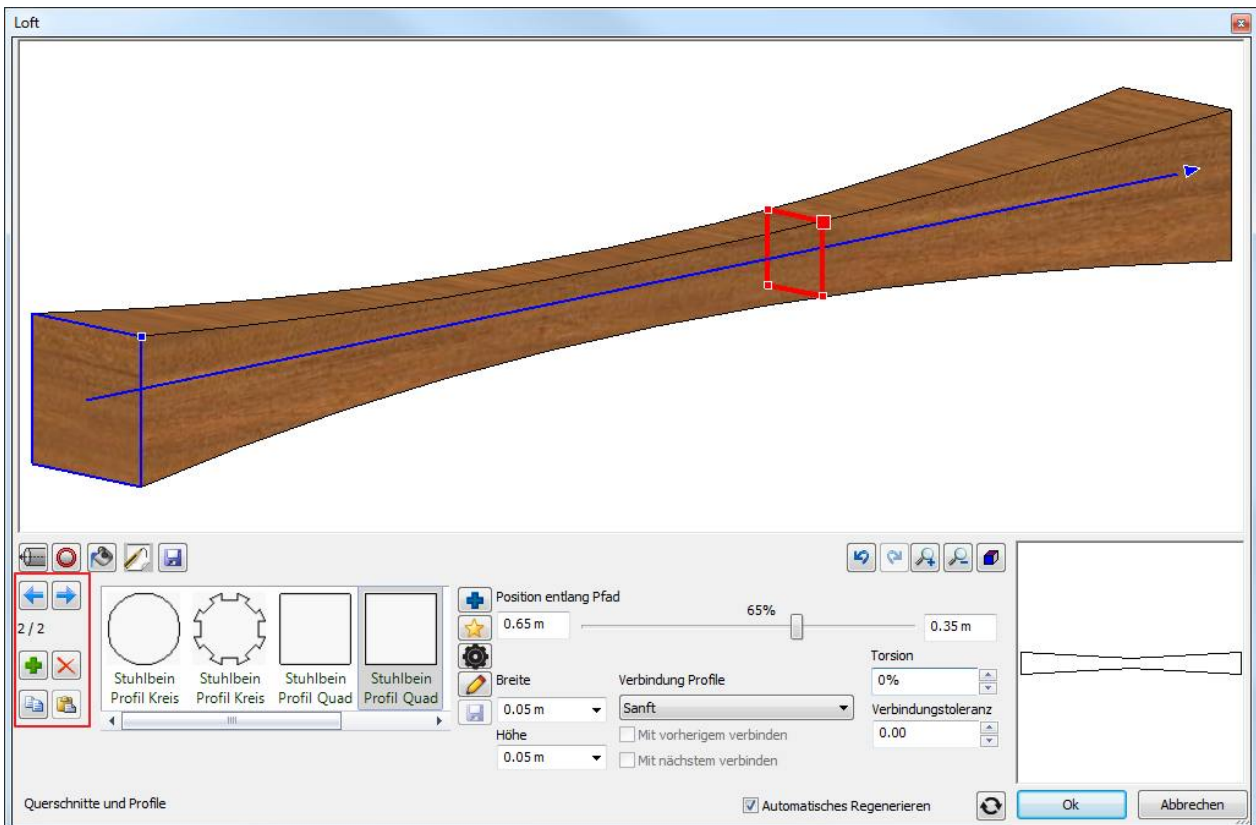 Loft
2 / 2
Stuhlbein
Profil Kreis
Stuhlbein
Profil Kreis
Stuhlbein
Profil Quad
Stuhlbein
Profil Quad
Position entlang Pfad
0.65 m
65%
0.35 m
Breite
0.05 m
Höhe
0.05 m
Verbindung Profile
Sanft
Mit vorherigem verbinden
Mit nächstem verbinden
Torsion
0%
Verbindungstoleranz
0.00
Querschnitte und Profile
Automatisches Regenerieren
Ok
Abbrechen